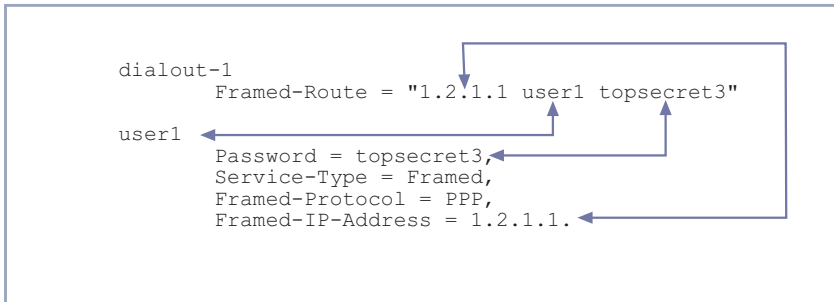 dialout-1
Framed-Route = "1.2.1.1 user1 topsecret3"
user1
Password = topsecret3,
Service-Type = Framed,
Framed-Protocol = PPP,
Framed-IP-Address = 1.2.1.1.